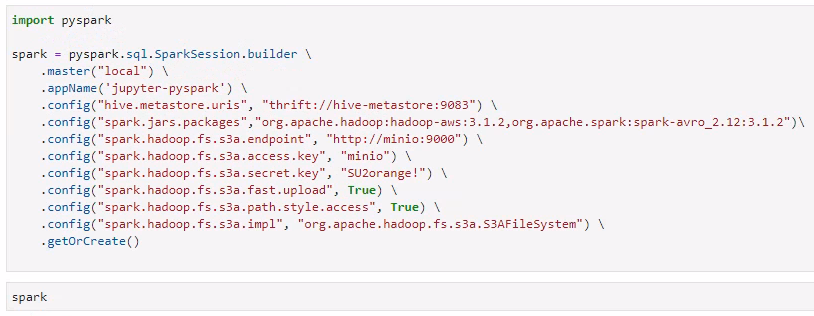 import pyspark
spark = pyspark.sql.SparkSession.builder \
    .master("local") \
    .appName('jupyter-pyspark') \
    .config("hive.metastore.uris", "thrift://hive-metastore:9083") \
    .config("spark.jars.packages","org.apache.hadoop:hadoop-aws:3.1.2,org.apache.spark:spark-avro_2.12:3.1.2")\
    .config("spark.hadoop.fs.s3a.endpoint", "http://minio:9000") \
    .config("spark.hadoop.fs.s3a.access.key", "minio") \
    .config("spark.hadoop.fs.s3a.secret.key", "SU2orange!") \
    .config("spark.hadoop.fs.s3a.fast.upload", True) \
    .config("spark.hadoop.fs.s3a.path.style.access", True) \
    .config("spark.hadoop.fs.s3a.impl", "org.apache.hadoop.fs.s3a.S3AFileSystem") \
    .getOrCreate()
spark